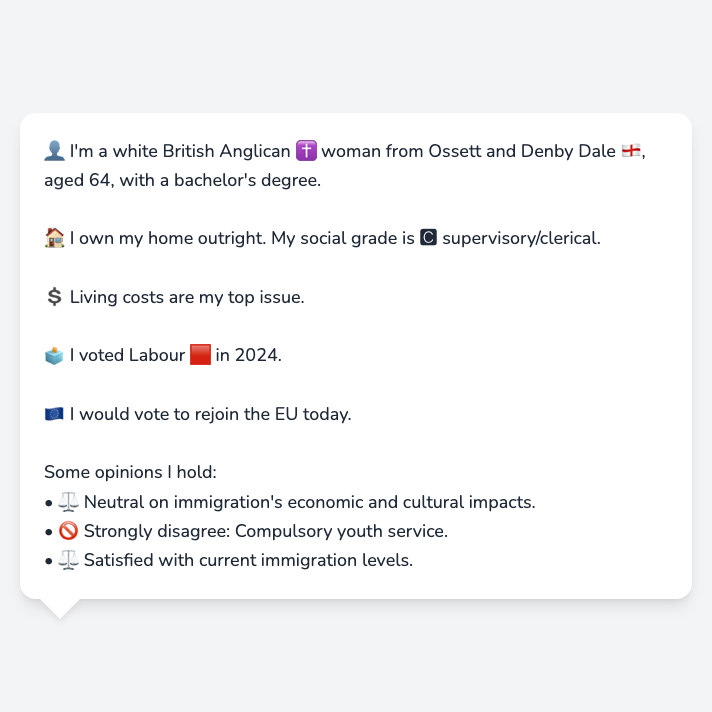 👤 I'm a white British Anglican ✝️ woman from Ossett and Denby Dale 🏴󠁧󠁢󠁥󠁮󠁧󠁿,
aged 64, with a bachelor's degree.
🏠 I own my home outright. My social grade is 🅲 supervisory/clerical.
💲 Living costs are my top issue.
🗳️ I voted Labour 🟥 in 2024.
🇪🇺 I would vote to rejoin the EU today.
Some opinions I hold:
• ⚖️ Neutral on immigration's economic and cultural impacts.
• 🚫 Strongly disagree: Compulsory youth service.
• ⚖️ Satisfied with current immigration levels.